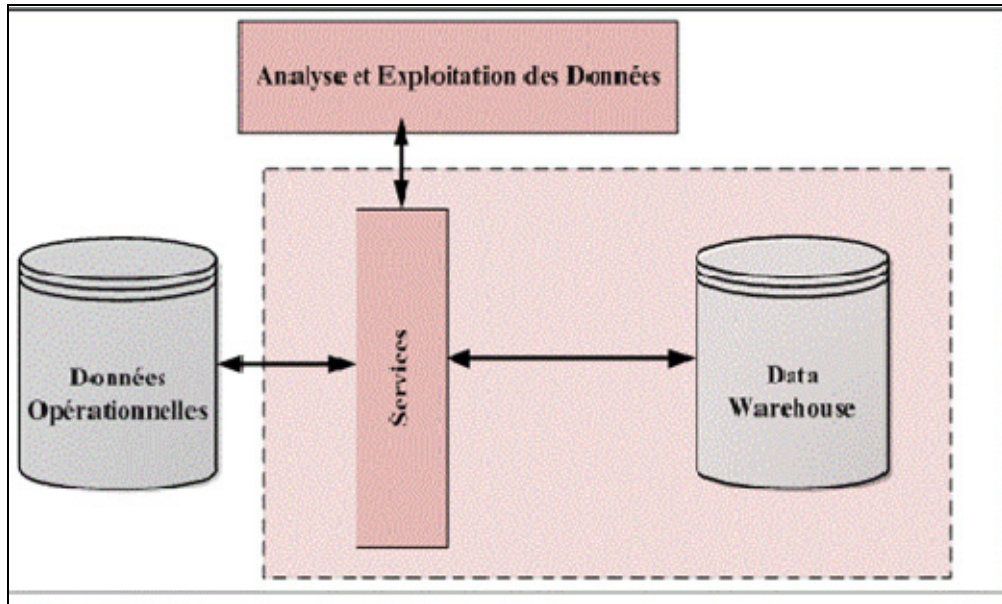 Analyse et Exploitation des Données
Données
Opérationnelles
Services
Data
Warehouse